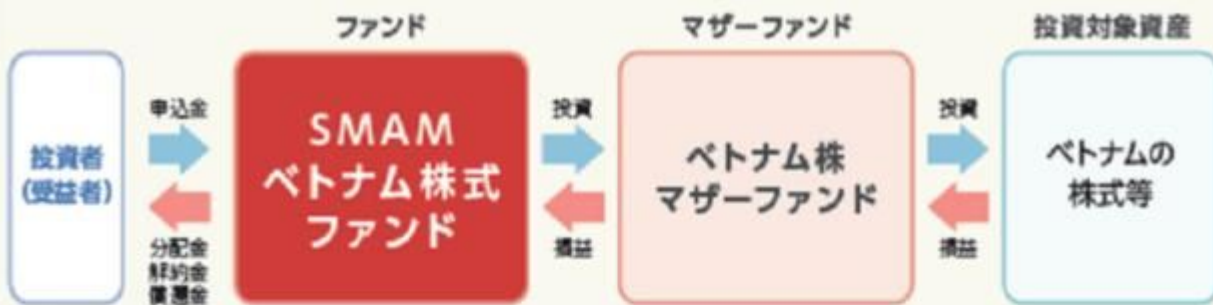 ファンド
マザーファンド
投資対象資産
投資者
(受益者)
申込金
分配金
解約金
償還金
SMAM
ベトナム株式
ファンド
投資
損益
ベトナム株
マザーファンド
投資
損益
ベトナムの
株式等